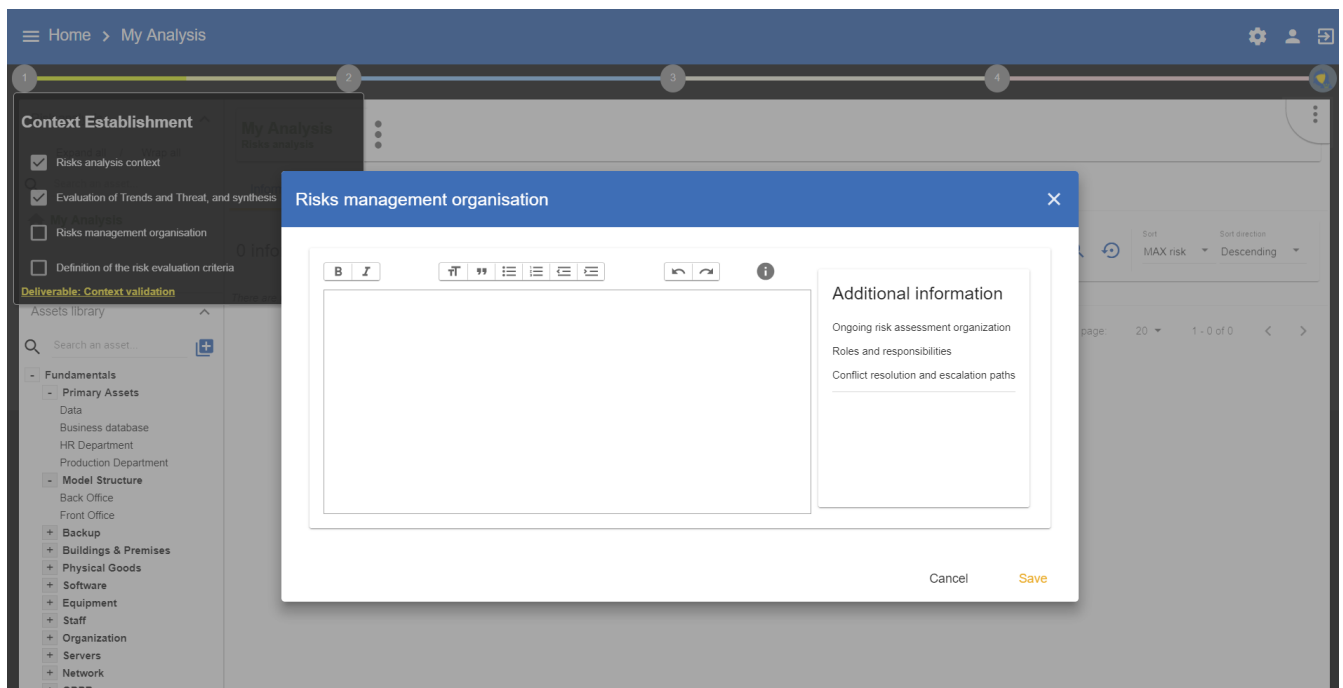 Home > My Analysis
1 2 3 4
Context Establishment
Risks analysis context
Evaluation of Trends and Threat, and synthesis
Risks management organisation
Definition of the risk evaluation criteria
Deliverable: Context validation
My Analysis
Risks analysis
My Analysis
0 Info
Sort
Sort direction
MAX risk
Descending
page: 20 1 - 0 of 0
Assets library
Search an asset...
- Fundamentals
- Primary Assets
Data
Business database
HR Department
Production Department
- Model Structure
Back Office
Front Office
+ Backup
+ Buildings & Premises
+ Physical Goods
+ Software
+ Equipment
+ Staff
+ Organization
+ Servers
+ Network
Risks management organisation
B I
Additional information
Ongoing risk assessment organization
Roles and responsibilities
Conflict resolution and escalation paths
Cancel
Save